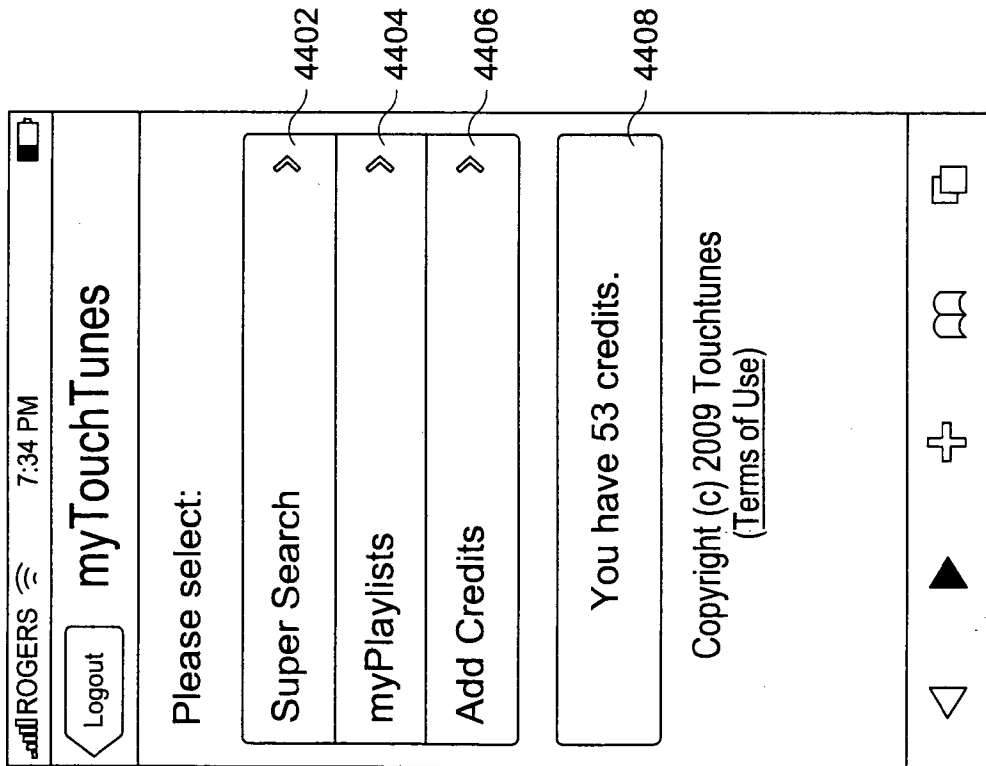 ROGERS 7:34 PM
Logout myTouchTunes
Please select:
Super Search 4402
myPlaylists 4404
Add Credits 4406
You have 53 credits. 4408
Copyright (c) 2009 Touchtunes
(Terms of Use)